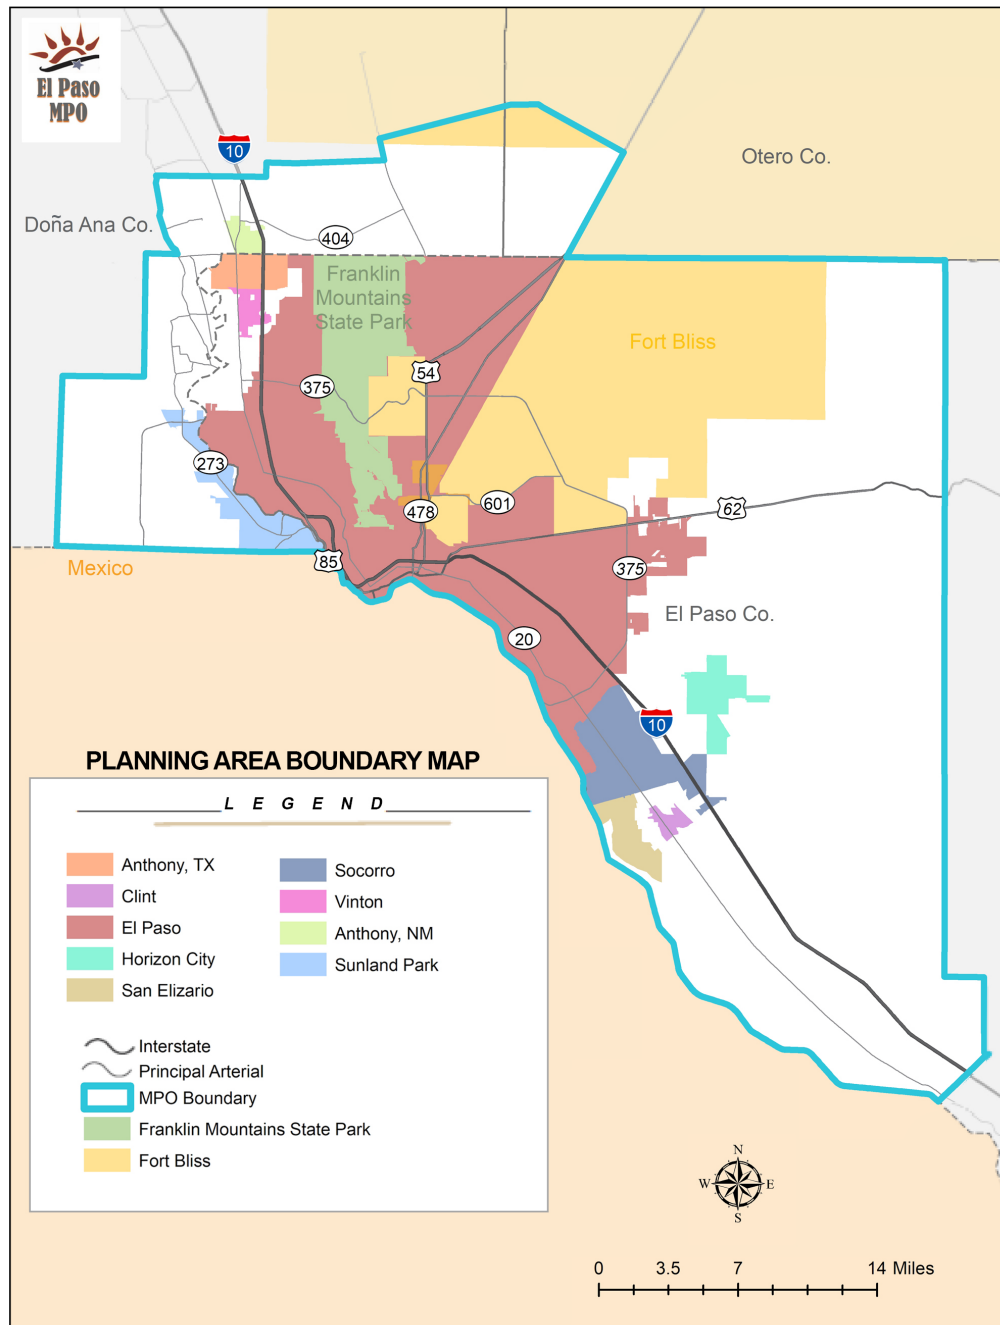 El Paso
MPO
10
Otero Co.
Doña Ana Co.
404
Franklin
Mountains
State Park
Fort Bliss
54
375
273
601
478
62
85
Mexico
375
El Paso Co.
20
10
PLANNING AREA BOUNDARY MAP
L E G E N D
Anthony, TX
Clint
El Paso
Horizon City
San Elizario
Socorro
Vinton
Anthony, NM
Sunland Park
Interstate
Principal Arterial
MPO Boundary
Franklin Mountains State Park
Fort Bliss
N
W E
S
0 3.5 7 14 Miles